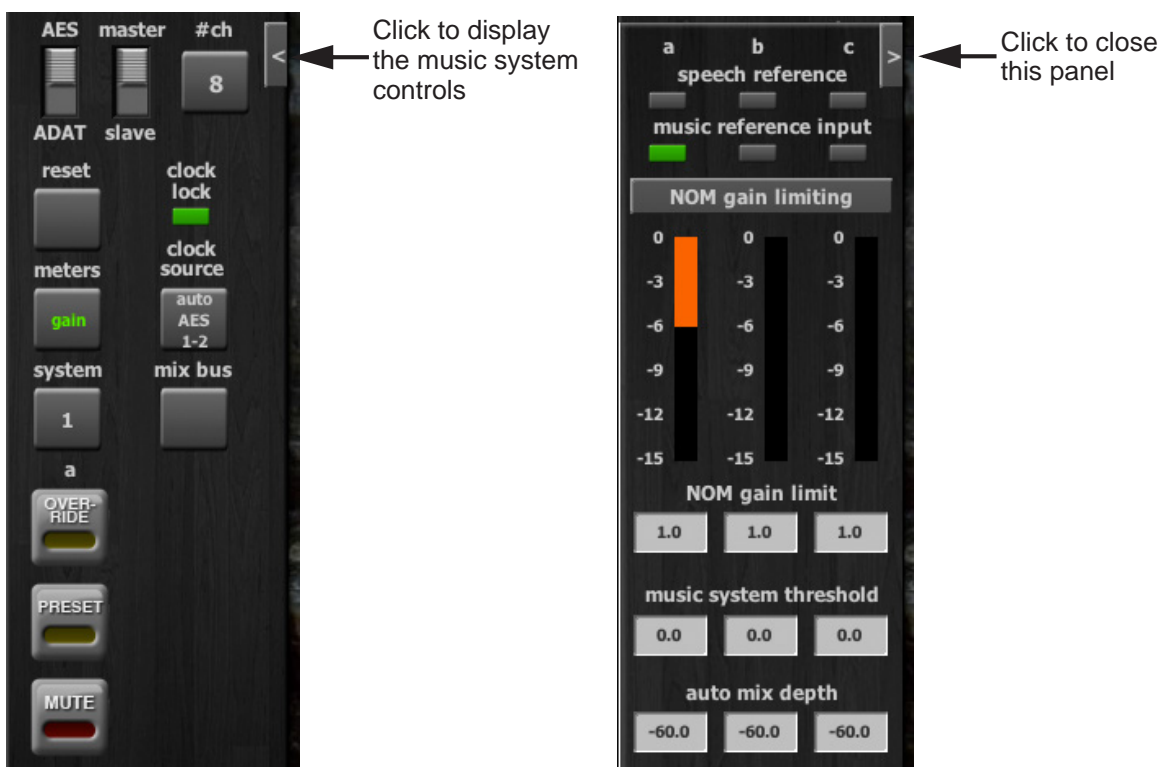 AES master #ch
<
8
ADAT slave
reset
clock
lock
clock
source
meters
gain
auto
AES
1-2
system
mix bus
1
a
OVER-
RIDE
PRESET
MUTE
Click to display
the music system
controls
a b c
>
speech reference
music reference input
NOM gain limiting
0 0 0
-3 -3 -3
-6 -6 -6
-9 -9 -9
-12 -12 -12
-15 -15 -15
NOM gain limit
1.0 1.0 1.0
music system threshold
0.0 0.0 0.0
auto mix depth
-60.0 -60.0 -60.0
Click to close
this panel